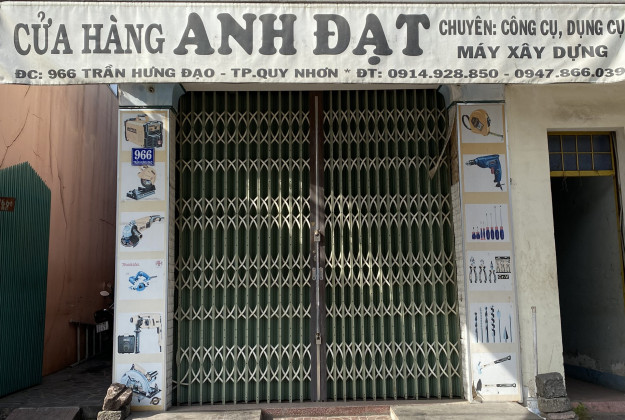 CỬA HÀNG ANH ĐẠT
CHUYÊN: CÔNG CỤ, DỤNG CỤ
MÁY XÂY DỰNG
ĐC: 966 TRẦN HƯNG ĐẠO - TP.QUY NHƠN * ĐT: 0914.928.850 - 0947.866.039
966